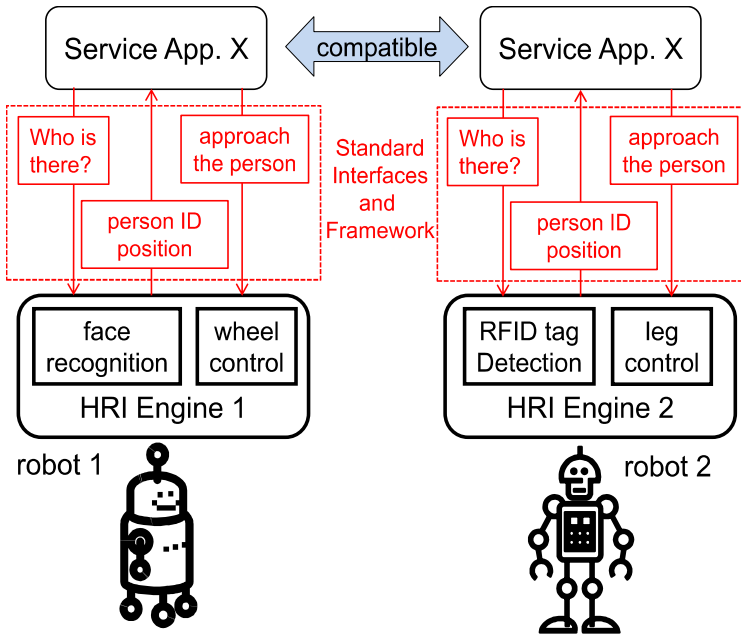 Service App. X
compatible
Service App. X
Who is
there?
approach
the person
person ID
position
Standard
Interfaces
and
Framework
Who is
there?
approach
the person
person ID
position
face
recognition
wheel
control
HRI Engine 1
RFID tag
Detection
leg
control
HRI Engine 2
robot 1
robot 2